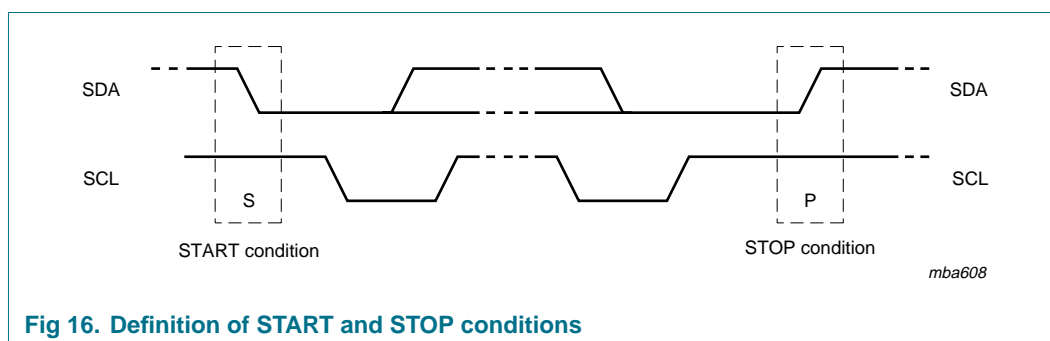 SDA SDA
SCL SCL
S P
START condition STOP condition
mba608
Fig 16. Definition of START and STOP conditions